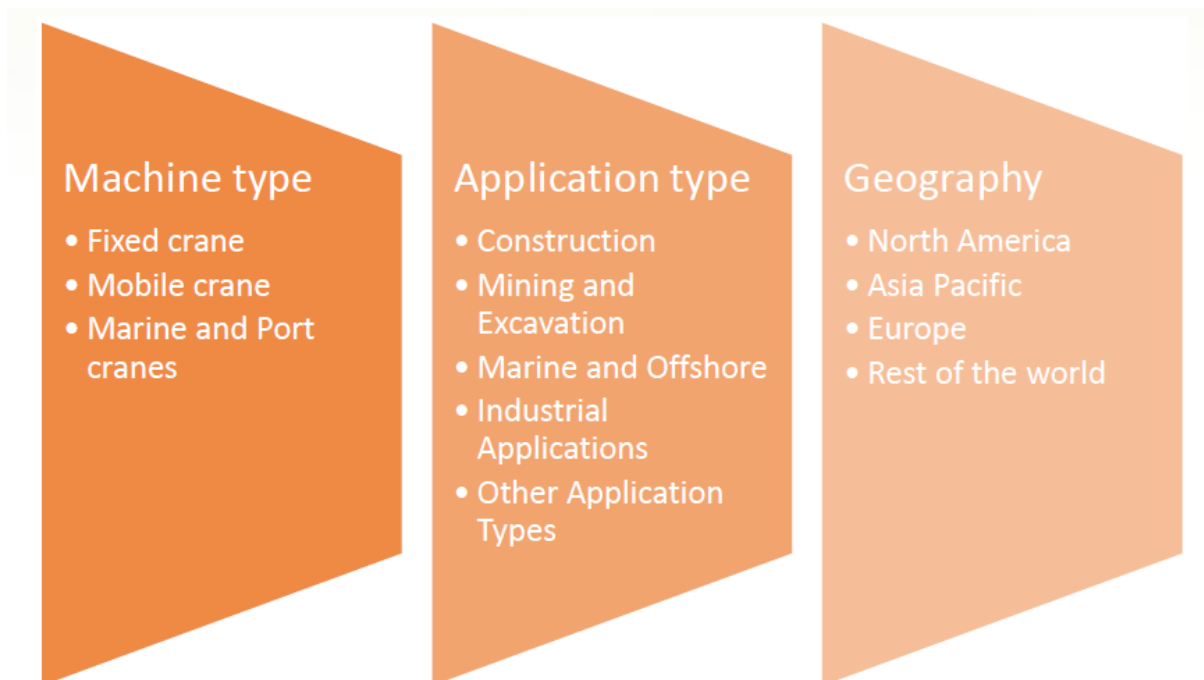 Machine type
• Fixed crane
• Mobile crane
• Marine and Port
cranes
Application type
• Construction
• Mining and
Excavation
• Marine and Offshore
• Industrial
Applications
• Other Application
Types
Geography
• North America
• Asia Pacific
• Europe
• Rest of the world